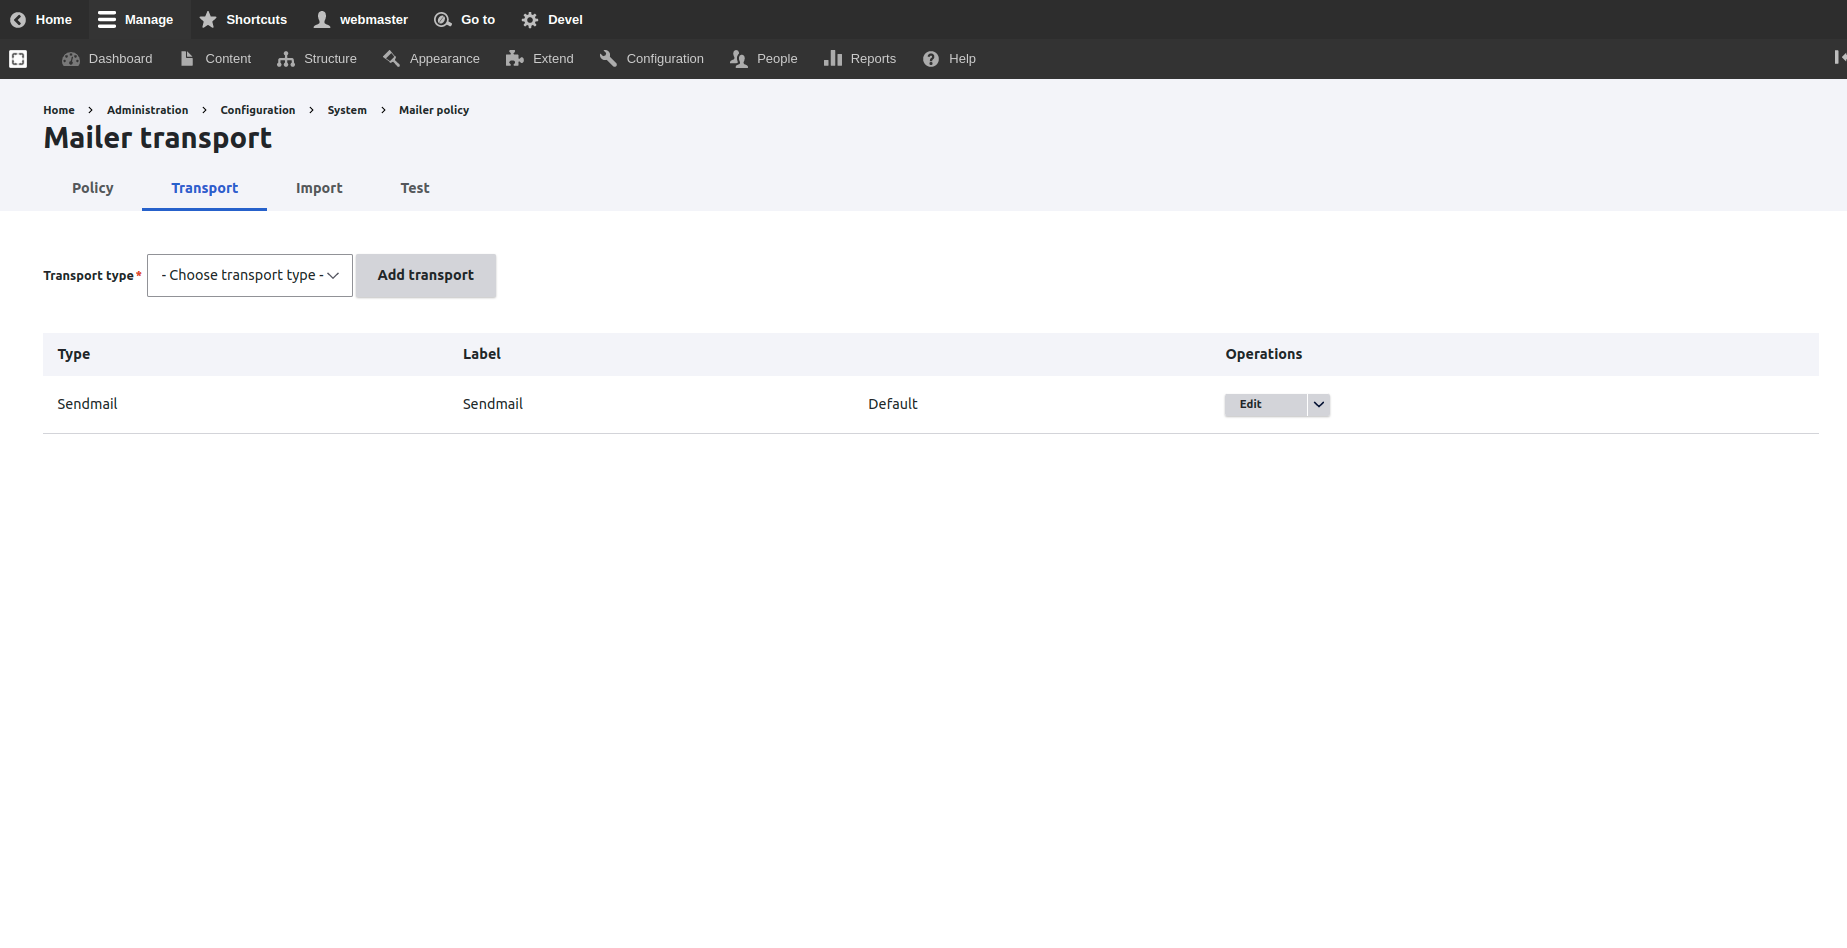 Home Manage Shortcuts webmaster Go to Devel
Dashboard Content Structure Appearance Extend Configuration People Reports Help
Home Administration Configuration System Mailer policy
Mailer transport
Policy Transport Import Test
Transport type * - Choose transport type - Add transport
Type Label Operations
Sendmail Sendmail Default Edit